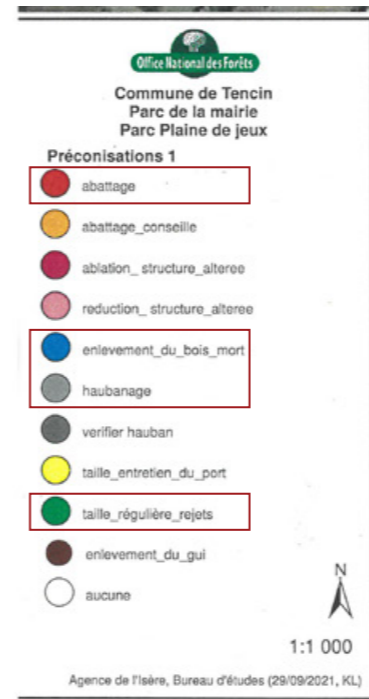 Office National des Forêts
Commune de Tencin
Parc de la mairie
Parc Plaine de jeux
Préconisations 1
abattage
abattage_conseille
ablation_ structure_alteree
reduction_ structure_alteree
enlevement_du_bois_mort
haubanage
verifier hauban
taille_entretien_du_port
taille_régulière_rejets
enlevement_du_gui
aucune
N
1:1 000
Agence de l'Isère, Bureau d'études (29/09/2021, KL)